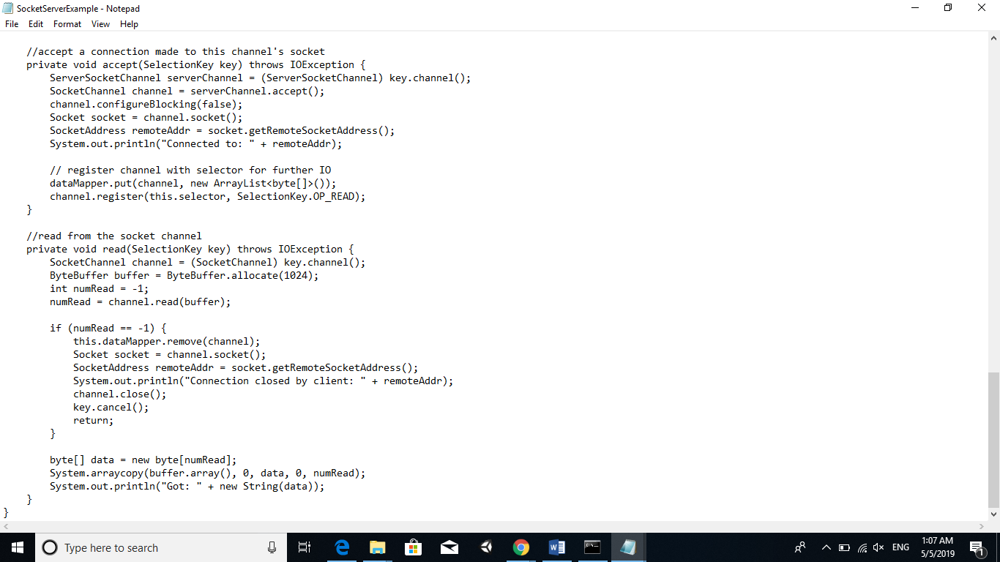 SocketServerExample - Notepad
File Edit Format View Help
//accept a connection made to this channel's socket
private void accept(SelectionKey key) throws IOException {
ServerSocketChannel serverChannel = (ServerSocketChannel) key.channel();
SocketChannel channel = serverChannel.accept();
channel.configureBlocking(false);
Socket socket = channel.socket();
SocketAddress remoteAddr = socket.getRemoteSocketAddress();
System.out.println("Connected to: " + remoteAddr);
// register channel with selector for further IO
dataMapper.put(channel, new ArrayList<byte[]>());
channel.register(this.selector, SelectionKey.OP_READ);
}
//read from the socket channel
private void read(SelectionKey key) throws IOException {
SocketChannel channel = (SocketChannel) key.channel();
ByteBuffer buffer = ByteBuffer.allocate(1024);
int numRead = -1;
numRead = channel.read(buffer);
if (numRead == -1) {
this.dataMapper.remove(channel);
Socket socket = channel.socket();
SocketAddress remoteAddr = socket.getRemoteSocketAddress();
System.out.println("Connection closed by client: " + remoteAddr);
channel.close();
key.cancel();
return;
}
byte[] data = new byte[numRead];
System.arraycopy(buffer.array(), 0, data, 0, numRead);
System.out.println("Got: " + new String(data));
}
}
Type here to search
ENG
1:07 AM
5/5/2019
1